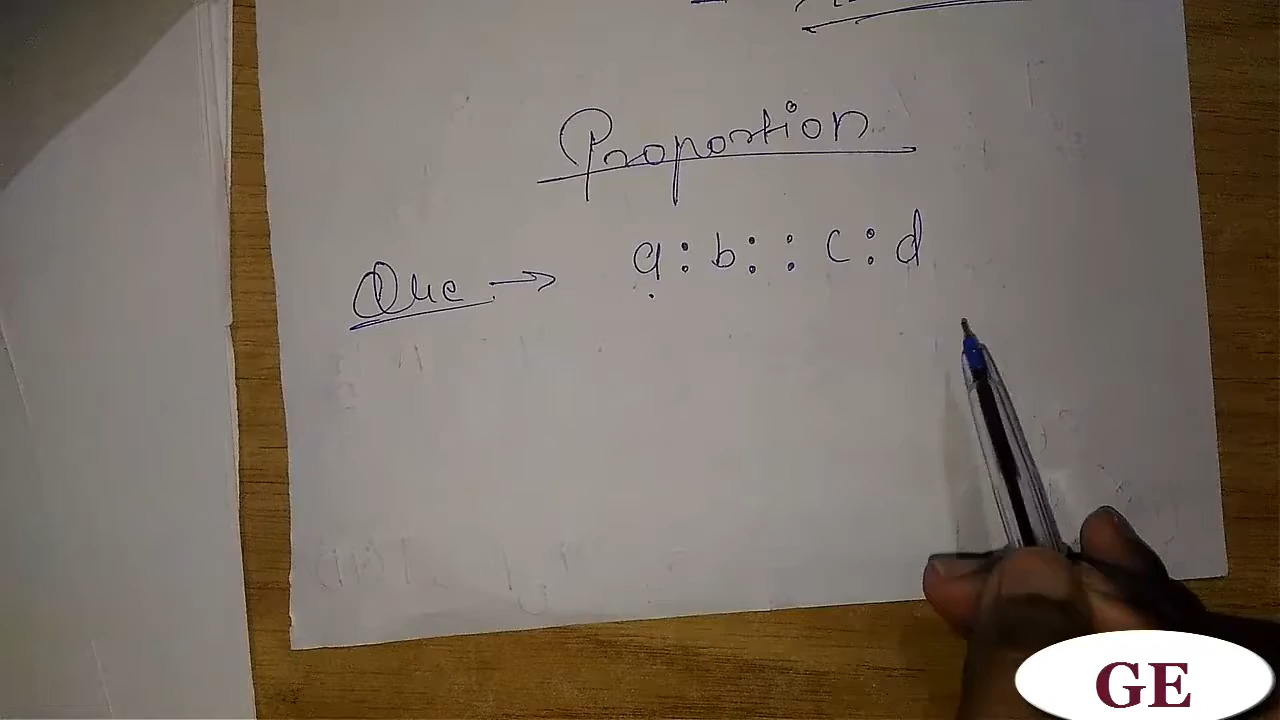 Proportion
Que → a : b : : c : d
GE